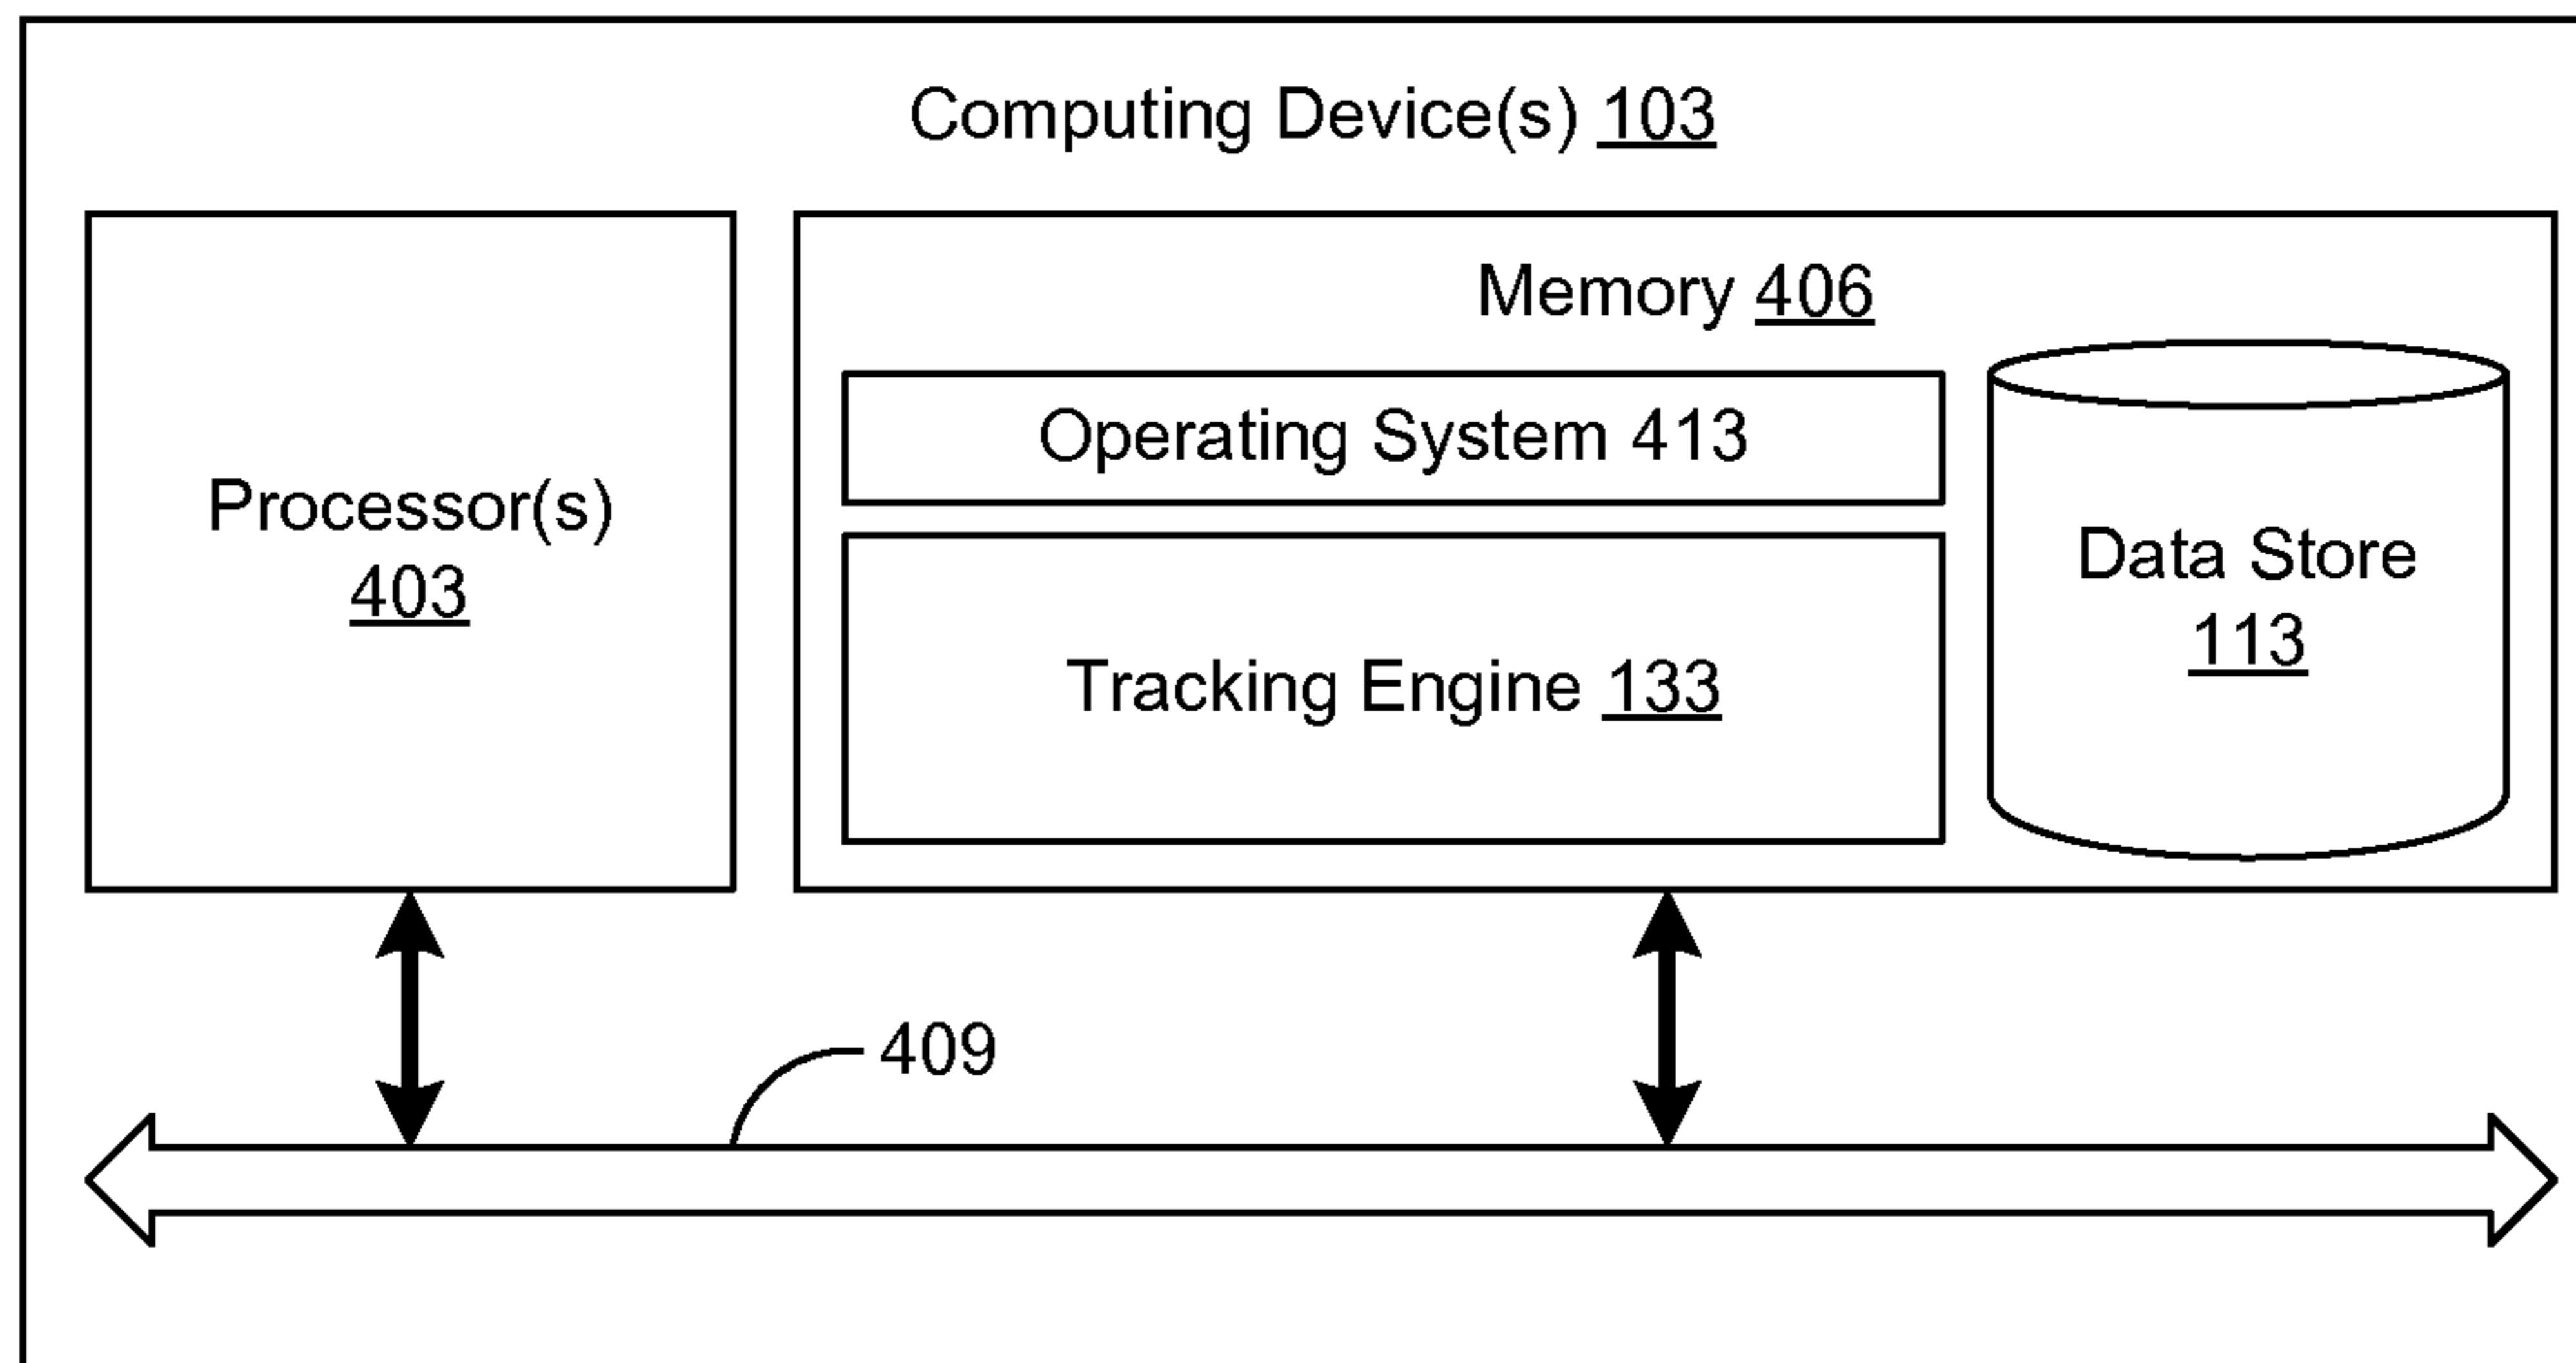 Computing Device(s) 103
Processor(s)
403
Memory 406
Operating System 413
Tracking Engine 133
Data Store
113
409